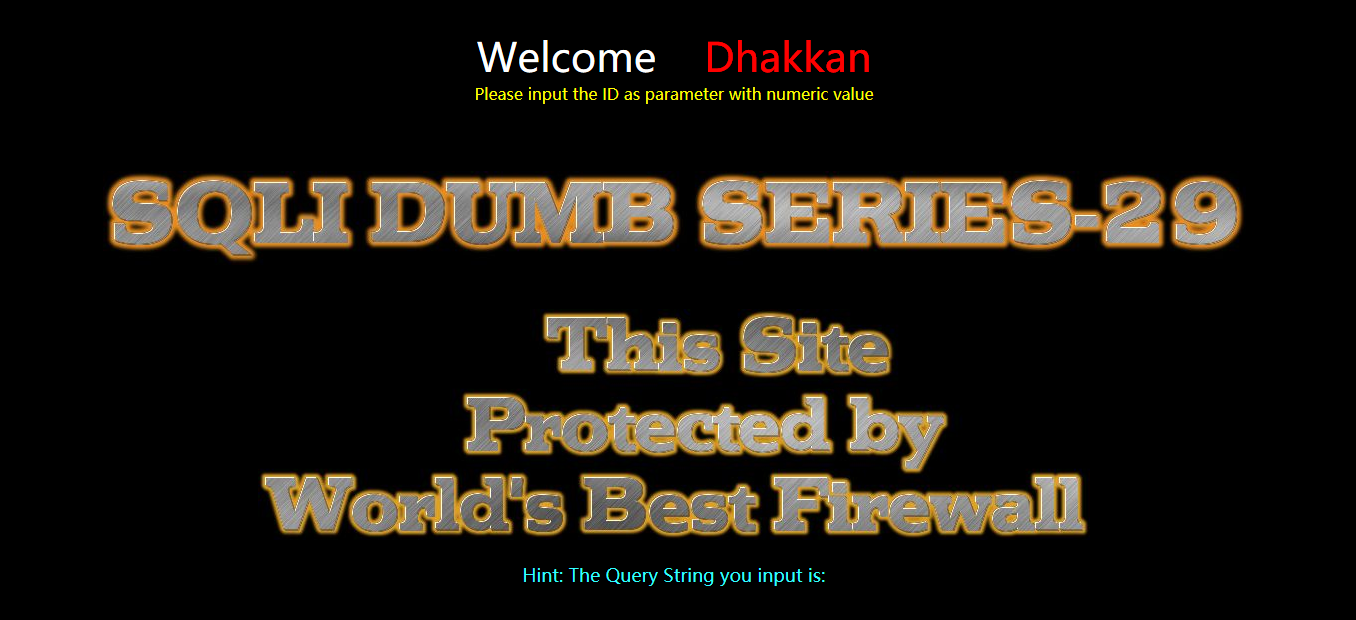 Welcome Dhakkan
Please input the ID as parameter with numeric value
SQLI DUMB SERIES-29
This Site
Protected by
World's Best Firewall
Hint: The Query String you input is: